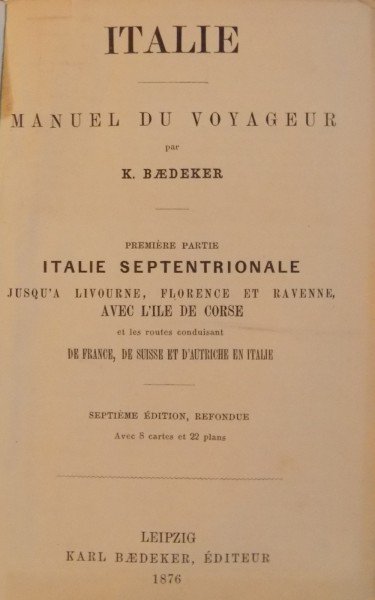 ITALIE
MANUEL DU VOYAGEUR
par
K. BÆDEKER
PREMIÈRE PARTIE
ITALIE SEPTENTRIONALE
JUSQU'A LIVOURNE, FLORENCE ET RAVENNE,
AVEC L'ILE DE CORSE
et les routes conduisant
DE FRANCE, DE SUISSE ET D'AUTRICHE EN ITALIE
SEPTIÈME ÉDITION, REFONDUE
Avec 8 cartes et 22 plans
LEIPZIG
KARL BÆDEKER, ÉDITEUR
1876